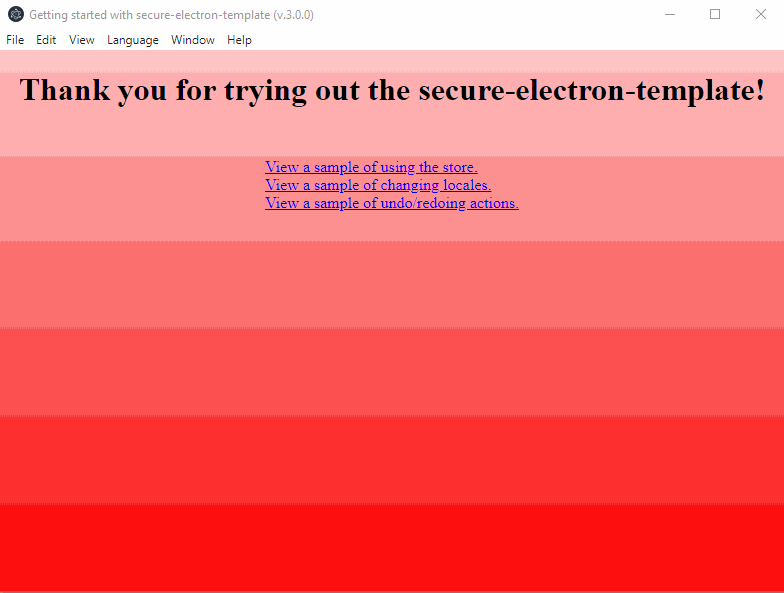 Getting started with secure-electron-template (v.3.0.0)
File Edit View Language Window Help
Thank you for trying out the secure-electron-template!
View a sample of using the store.
View a sample of changing locales.
View a sample of undo/redoing actions.